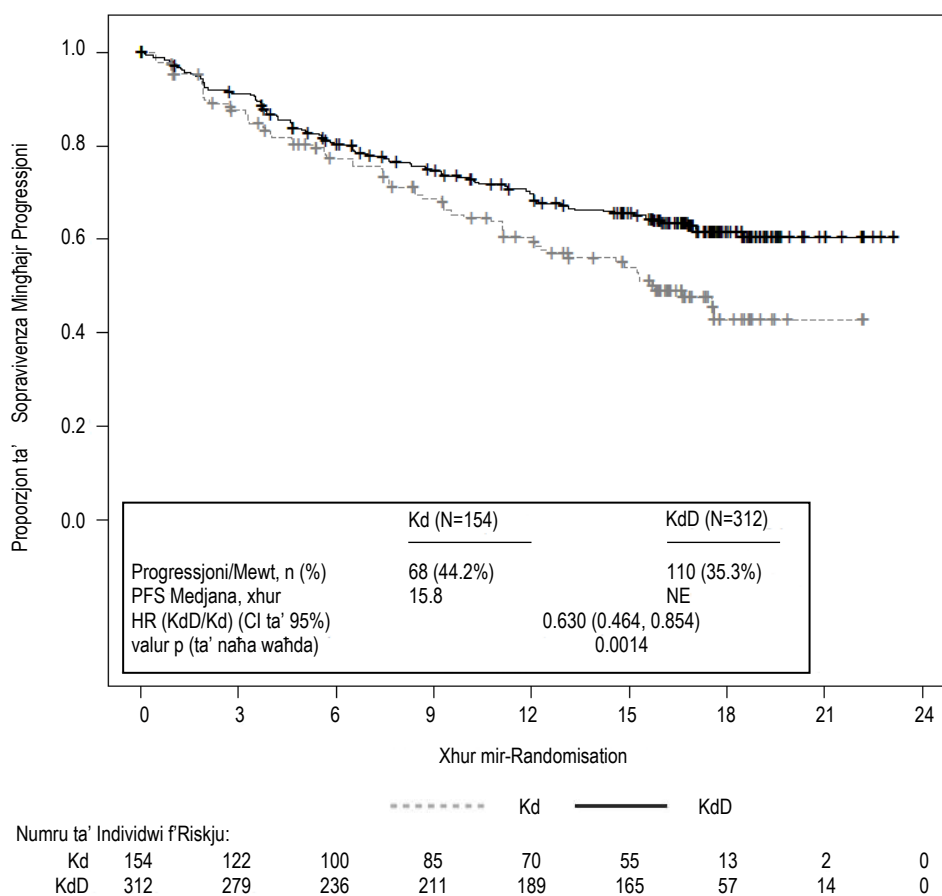 Proporzjon ta' Sopravivenza Mingħajr Progressjoni
1.0
0.8
0.6
0.4
0.2
0.0
Kd (N=154) KdD (N=312)
Progressjoni/Mewt, n (%) 68 (44.2%) 110 (35.3%)
PFS Medjana, xhur 15.8 NE
HR (KdD/Kd) (CI ta' 95%) 0.630 (0.464, 0.854)
valur p (ta' naħa waħda) 0.0014
0 3 6 9 12 15 18 21 24
Xhur mir-Randomisation
Kd KdD
Numru ta' Individwi f'Riskju:
Kd 154 122 100 85 70 55 13 2 0
KdD 312 279 236 211 189 165 57 14 0